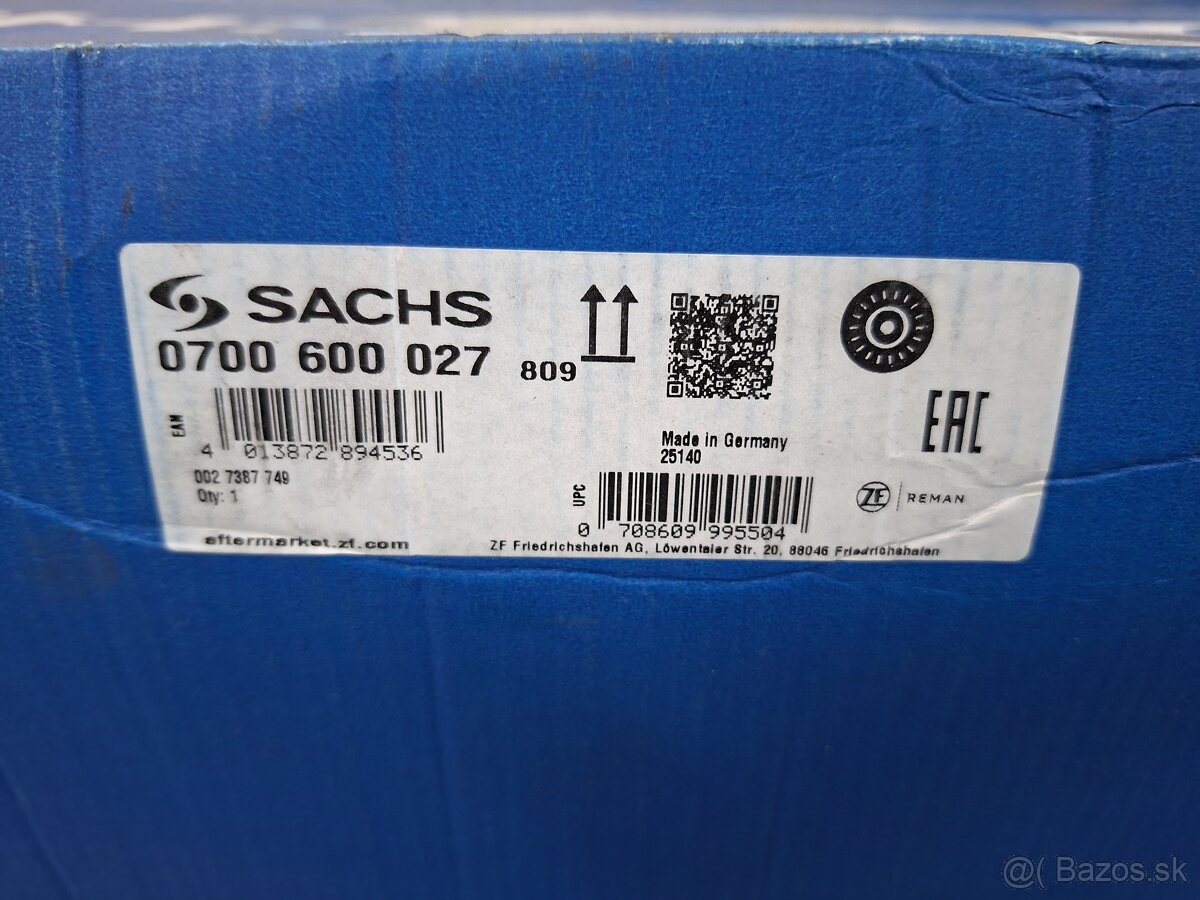 SACHS
0700 600 027 809
EAN
4 013872 894536
002 7387 749
Qty: 1
aftermarket.zf.com
Made in Germany
25140
UPC
0 708609 995504
ZF Friedrichshafen AG, Löwentaler Str. 20, 88046 Friedrichshafen
EAC
ZF REMAN
@( Bazos.sk